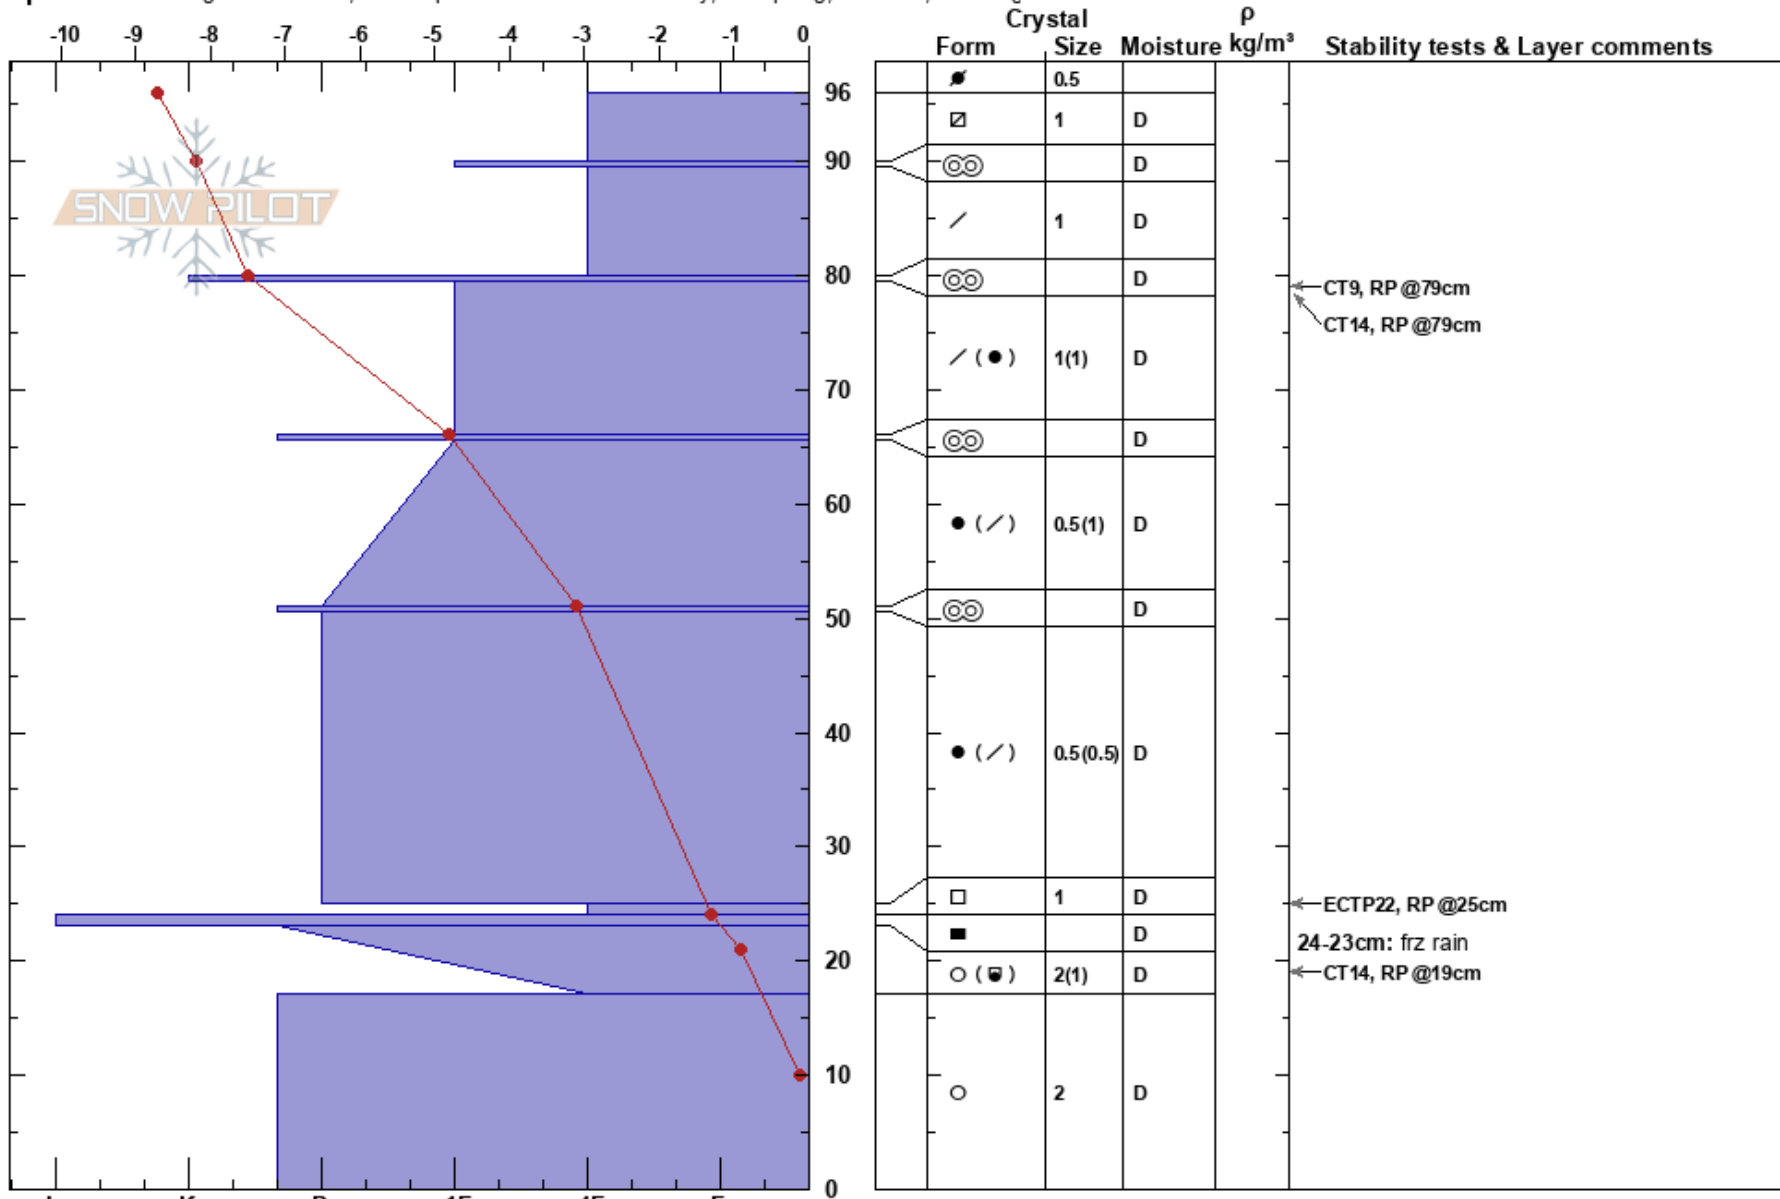 Crystal
ρ
-10 -9 -8 -7 -6 -5 -4 -3 -2 -1 0
Form Size Moisture kg/m³ Stability tests & Layer comments
0.5
96
1 D
90 D
SNOW PILOT
1 D
80 D
CT9, RP @79cm
CT14, RP @79cm
1(1) D
70
D
60
0.5(1) D
50 D
40
0.5(0.5) D
30
1 D
ECTP22, RP @25cm
D
24-23cm: frz rain
20
2(1) D
CT14, RP @19cm
10
2 D
0